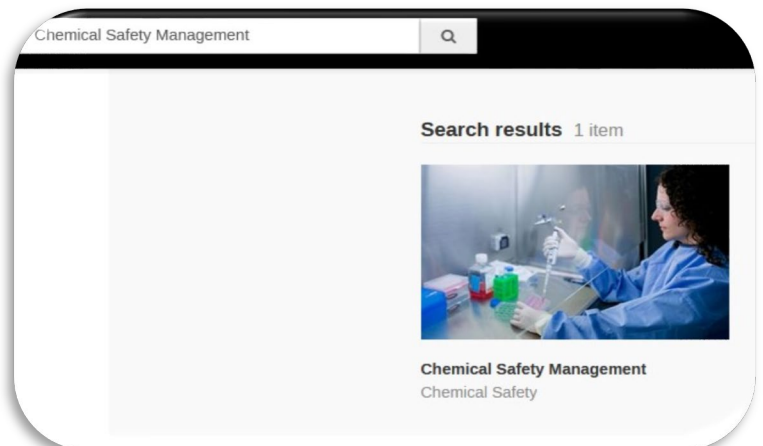 Chemical Safety Management
Search results 1 item
Chemical Safety Management
Chemical Safety